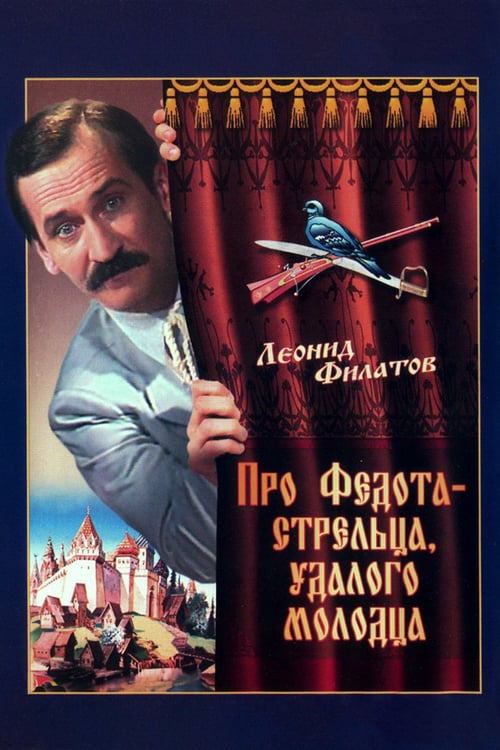 Леонид
Филатов
Про Федота-
стрельца,
удалого
молодца